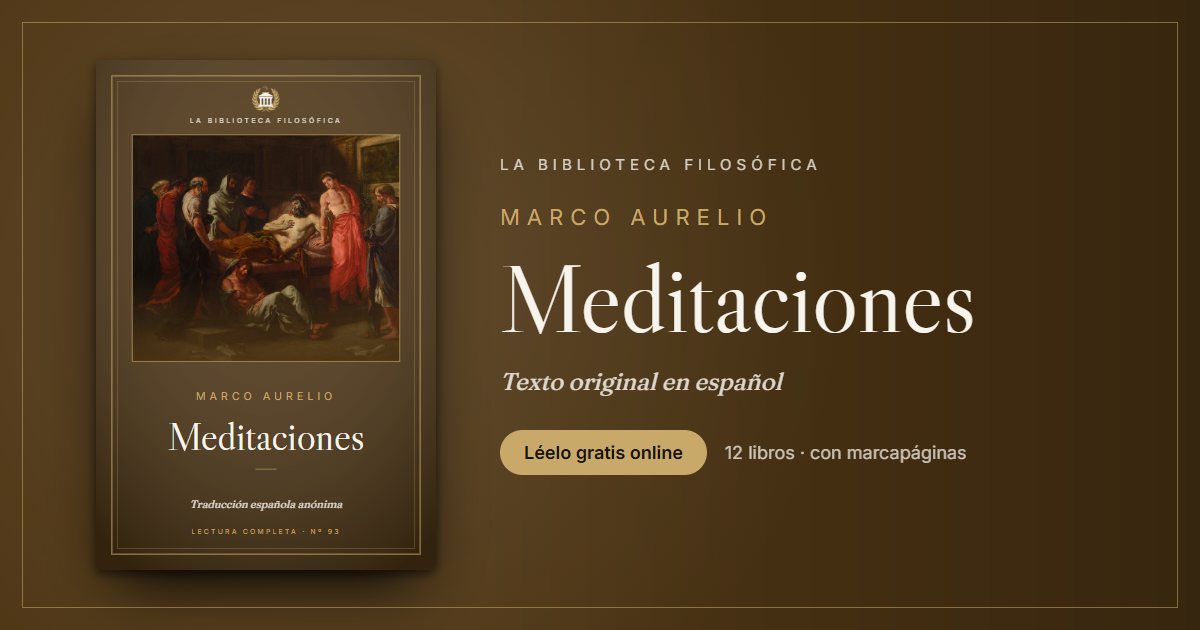 LA BIBLIOTECA FILOSÓFICA
MARCO AURELIO
Meditaciones
Traducción española anónima
LECTURA COMPLETA · Nº 93
LA BIBLIOTECA FILOSÓFICA
MARCO AURELIO
Meditaciones
Texto original en español
Léelo gratis online
12 libros · con marcapáginas